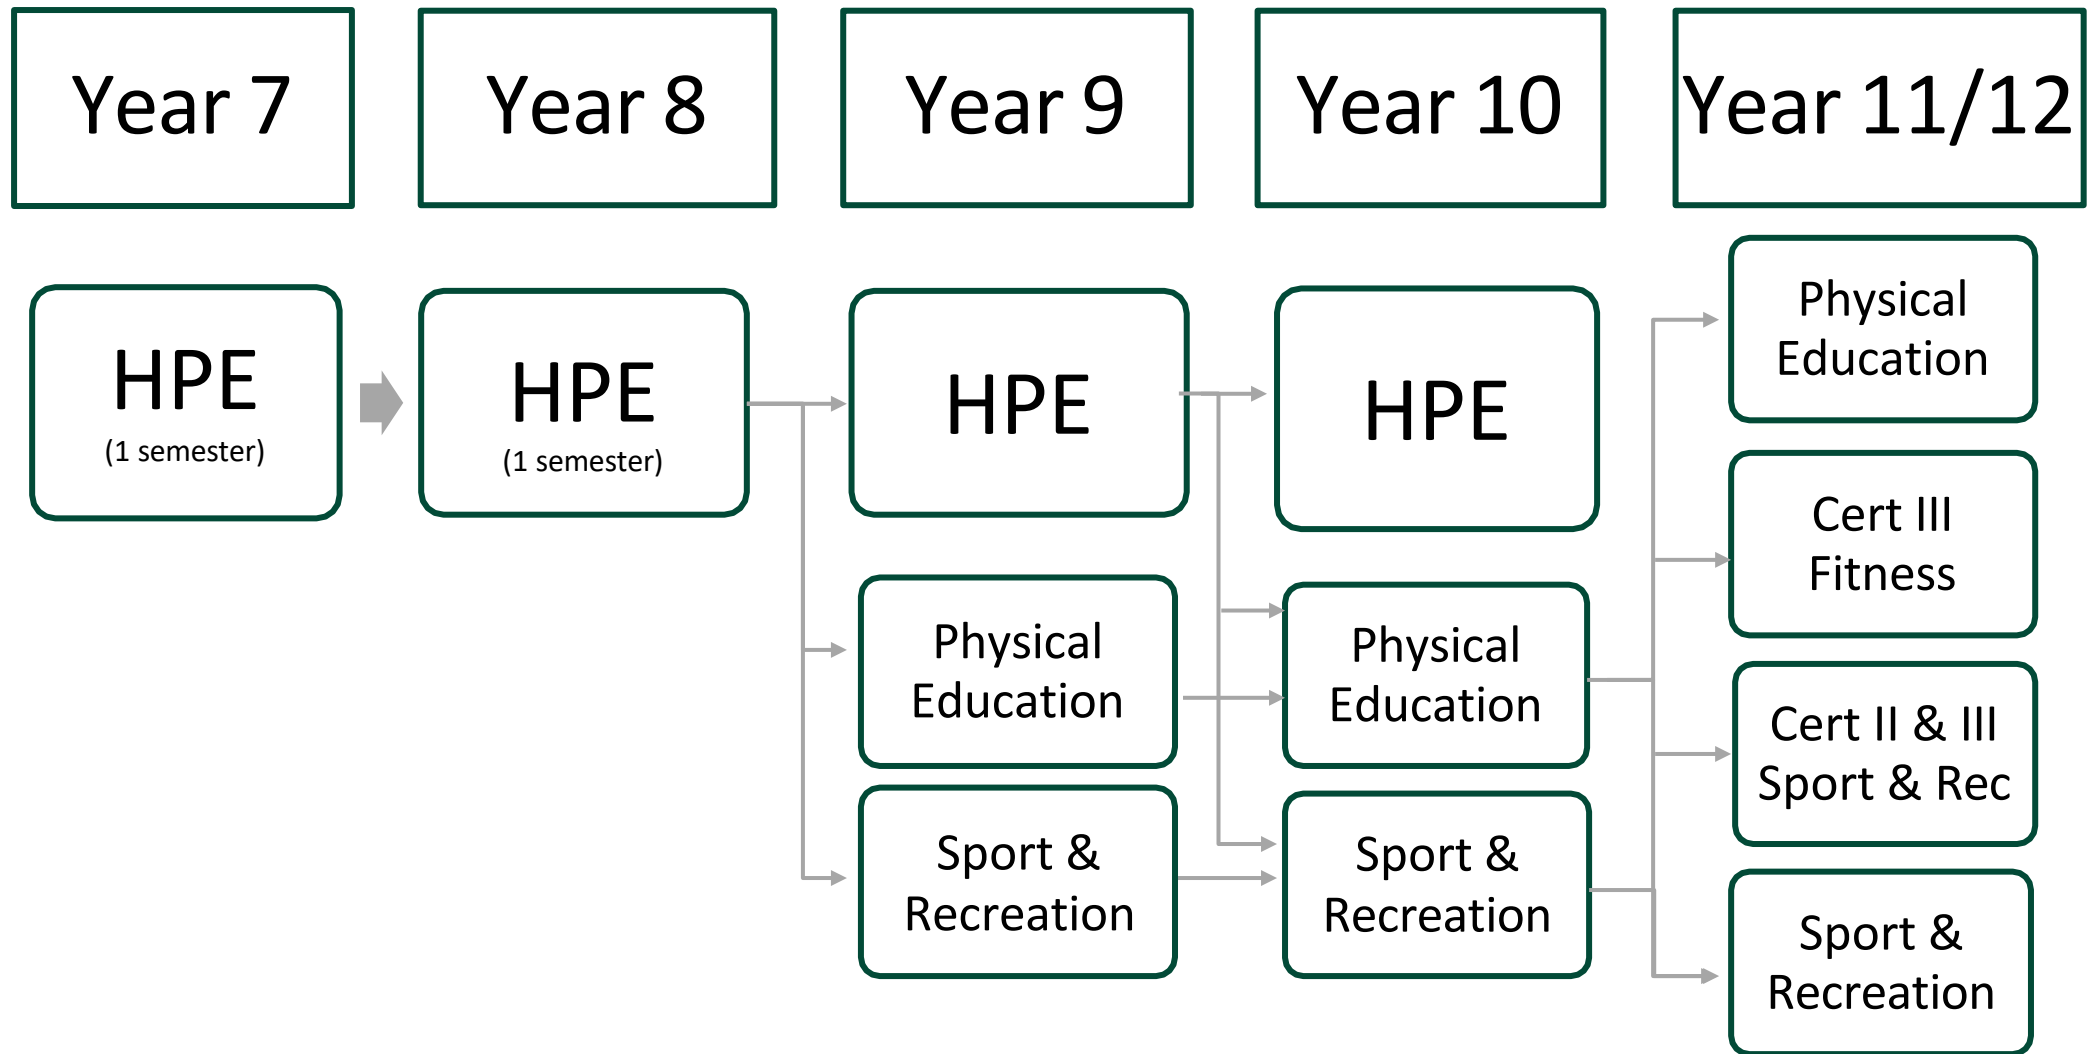 Year 7
Year 8
Year 9
Year 10
Year 11/12
HPE
(1 semester)
HPE
(1 semester)
HPE
Physical
Education
Sport &
Recreation
HPE
Physical
Education
Sport &
Recreation
Physical
Education
Cert III
Fitness
Cert II & III
Sport & Rec
Sport &
Recreation